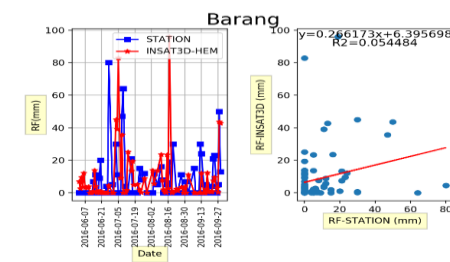 Barang
STATION
INSAT3D-HEM
RF(mm)
100
80
60
40
20
0
2016-06-07
2016-06-21
2016-07-05
2016-07-19
2016-08-02
2016-08-16
2016-08-30
2016-09-13
2016-09-27
Date
y=0.266173x+6.395698
R2=0.054484
RF-INSAT3D (mm)
100
80
60
40
20
0
0
20
40
60
80
RF-STATION (mm)